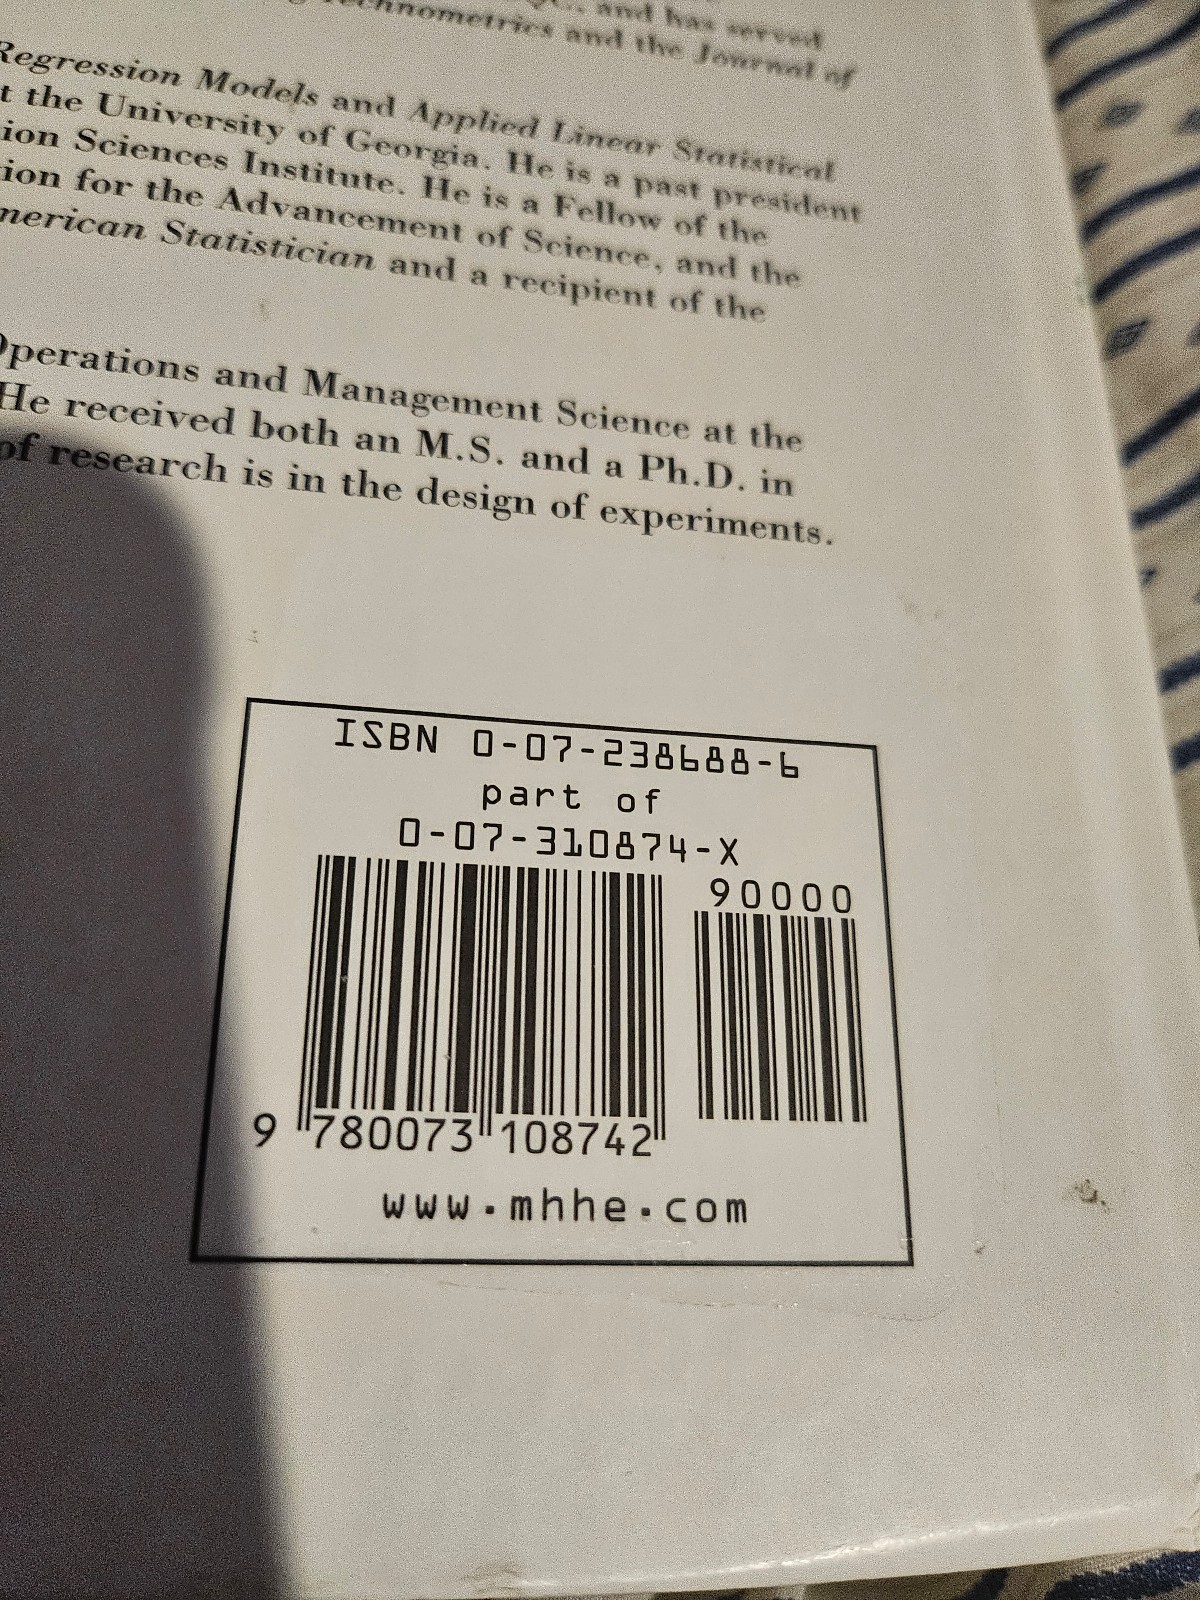 and has served
Technometrics and the Journal of
Regression Models and Applied Linear Statistical
t the University of Georgia. He is a past president
ion Sciences Institute. He is a Fellow of the
ion for the Advancement of Science, and the
merican Statistician and a recipient of the
Operations and Management Science at the
He received both an M.S. and a Ph.D. in
of research is in the design of experiments.
ISBN 0-07-238688-6
part of
0-07-310874-X
90000
9 780073 108742
www.mhhe.com